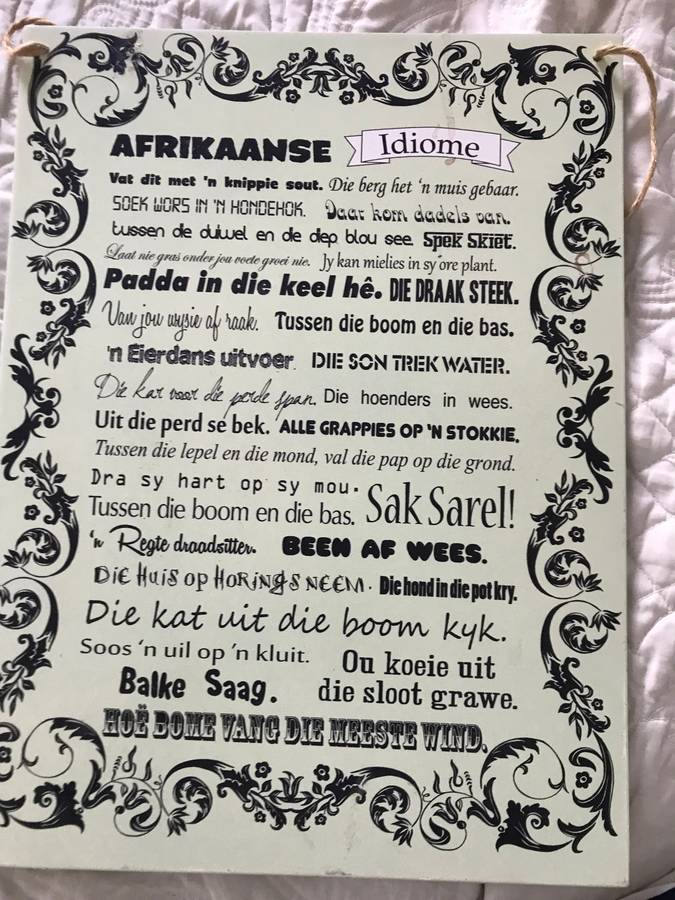 AFRIKAANSE Idiome
Vat dit met 'n knippie sout. Die berg het 'n muis gebaar.
SOEK WORS IN 'N HONDEHOK. Daar kom dadels van.
tussen die duiwel en die diep blou see. Spek Skiet.
Laat nie gras onder jou voete groei nie. Jy kan mielies in sy ore plant.
Padda in die keel hê. DIE DRAAK STEEK.
Van jou wysie af raak. Tussen die boom en die bas.
'n Eierdans uitvoer. DIE SON TREK WATER.
Die kar voor die perde span. Die hoenders in wees.
Uit die perd se bek. ALLE GRAPPIES OP 'N STOKKIE.
Tussen die lepel en die mond, val die pap op die grond.
Dra sy hart op sy mou.
Tussen die boom en die bas. Sak Sarel!
'n Regte draadsitter. BEEN AF WEES.
Die Huis op Horings neem. Die hond in die pot kry.
Die kat uit die boom kyk.
Soos 'n uil op 'n kluit. Ou koeie uit
Balke Saag. die sloot grawe.
HOË BOME VANG DIE MEESTE WIND.